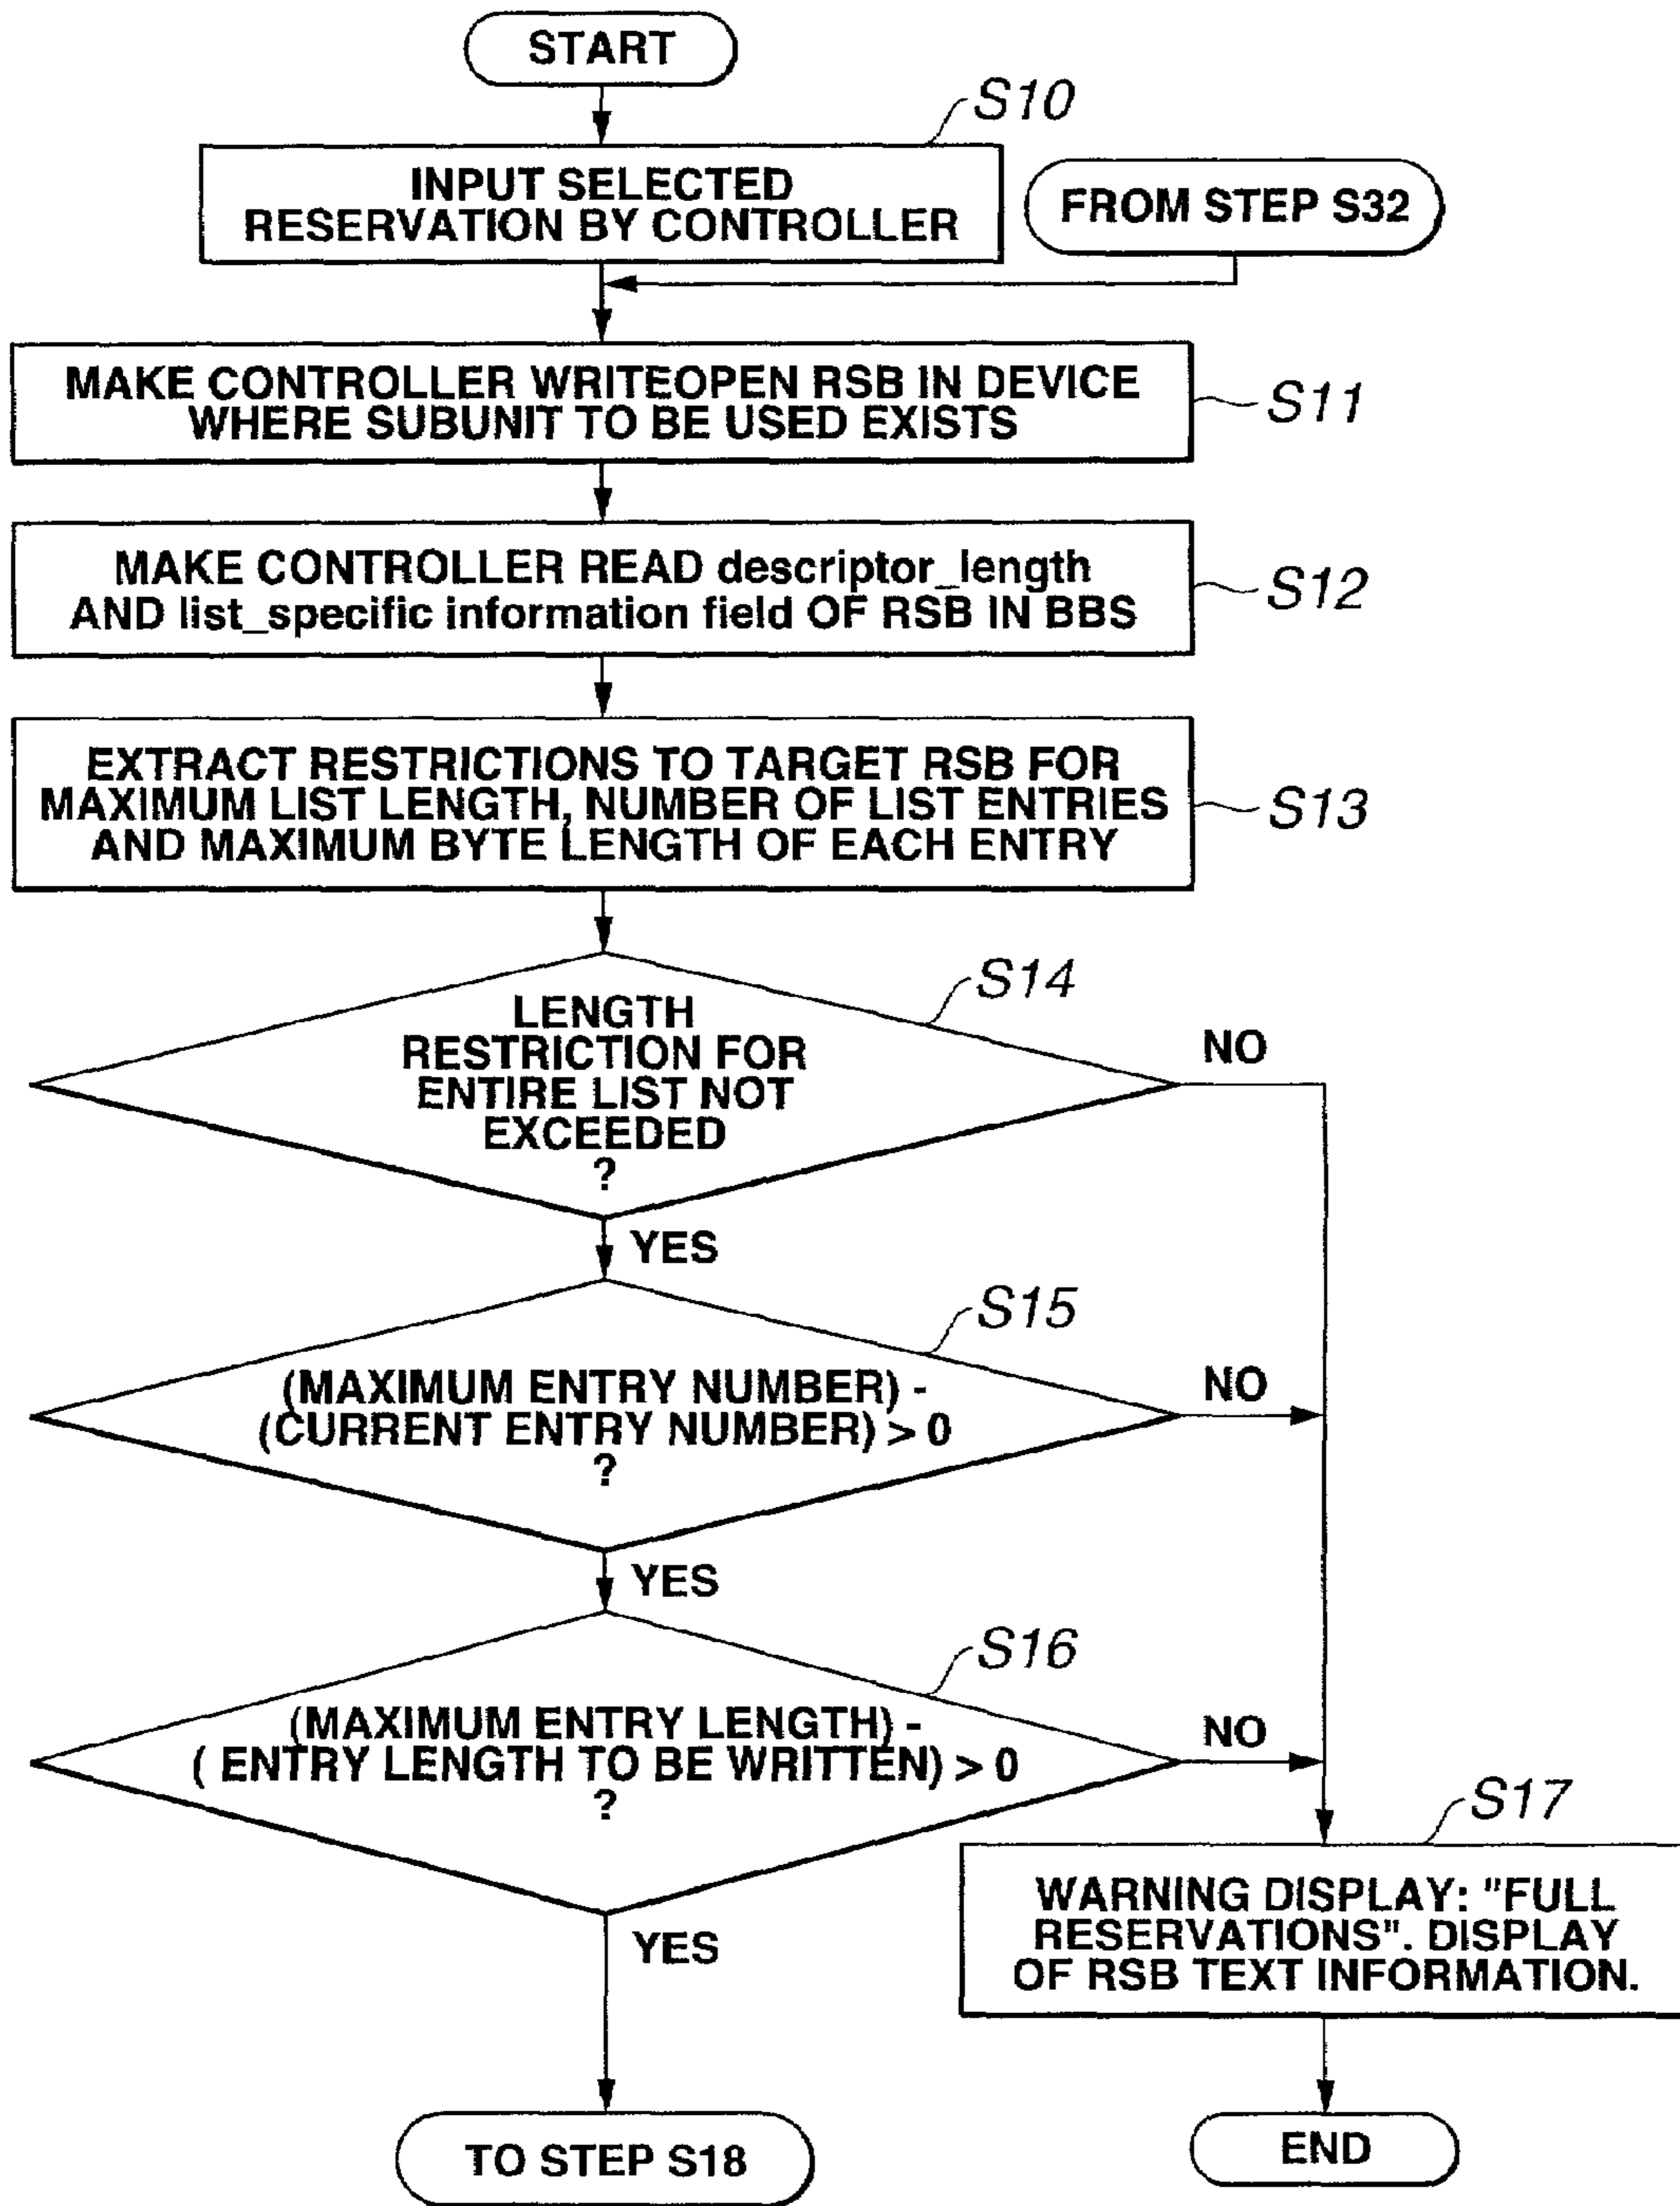 START
S10
INPUT SELECTED
RESERVATION BY CONTROLLER
FROM STEP S32
MAKE CONTROLLER WRITEOPEN RSB IN DEVICE
WHERE SUBUNIT TO BE USED EXISTS
S11
MAKE CONTROLLER READ descriptor_length
AND list_specific information field OF RSB IN BBS
S12
EXTRACT RESTRICTIONS TO TARGET RSB FOR
MAXIMUM LIST LENGTH, NUMBER OF LIST ENTRIES
AND MAXIMUM BYTE LENGTH OF EACH ENTRY
S13
S14
LENGTH
RESTRICTION FOR
ENTIRE LIST NOT
EXCEEDED
?
NO
YES
S15
(MAXIMUM ENTRY NUMBER) -
(CURRENT ENTRY NUMBER) > 0
?
NO
YES
S16
(MAXIMUM ENTRY LENGTH) -
( ENTRY LENGTH TO BE WRITTEN) > 0
?
NO
YES
S17
WARNING DISPLAY: "FULL
RESERVATIONS". DISPLAY
OF RSB TEXT INFORMATION.
TO STEP S18
END